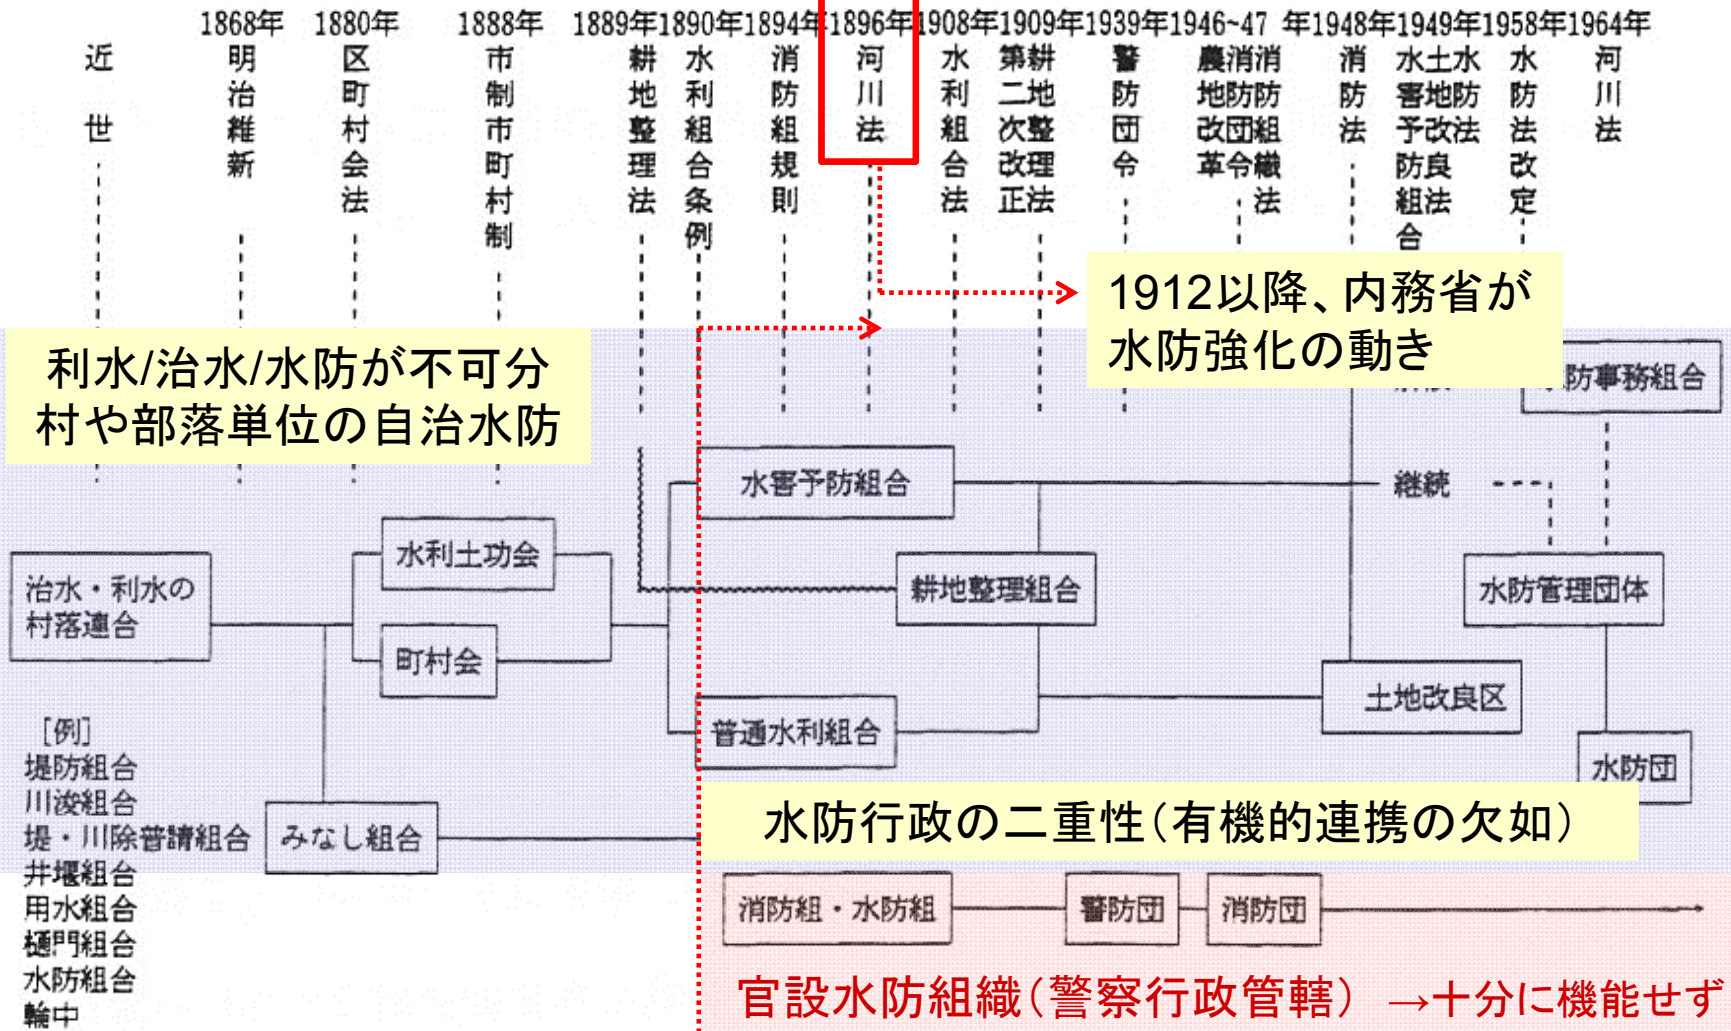 1868年 1880年 1888年 1889年 1890年 1894年 1896年 1908年 1909年 1939年 1946~47 年 1948年 1949年 1958年 1964年
近世
明治維新
区町村会法
市制市町村制
耕地整理法
水利組合条例
消防組規則
河川法
水利組合法
耕地整理法
第二次改正
警防団令
消防組織法
消防団令
農地改革
消防法
水防法
土地改良法
水害予防組合
水防法改定
河川法
1912以降、内務省が
水防強化の動き
利水/治水/水防が不可分
村や部落単位の自治水防
防事務組合
水害予防組合
継続
水利土功会
治水・利水の
村落連合
耕地整理組合
水防管理団体
町村会
土地改良区
普通水利組合
水防団
[例]
堤防組合
川浚組合
堤・川除普請組合
井堰組合
用水組合
樋門組合
水防組合
輪中
みなし組合
水防行政の二重性（有機的連携の欠如）
消防組・水防組
警防団
消防団
官設水防組織（警察行政管轄） →十分に機能せず